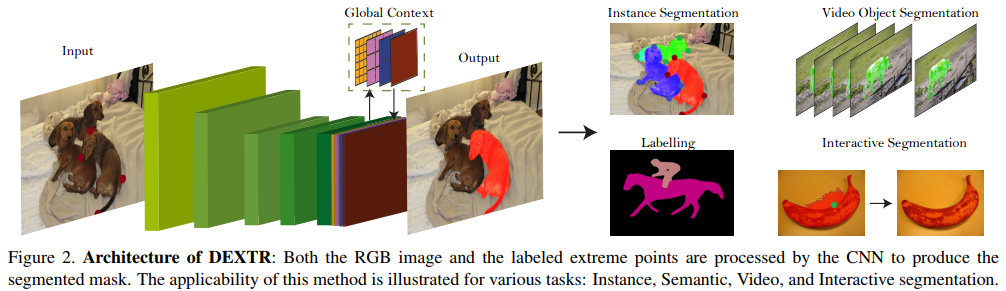 Input
Global Context
Output
Instance Segmentation
Video Object Segmentation
Labelling
Interactive Segmentation
Figure 2. Architecture of DEXTR: Both the RGB image and the labeled extreme points are processed by the CNN to produce the
segmented mask. The applicability of this method is illustrated for various tasks: Instance, Semantic, Video, and Interactive segmentation.